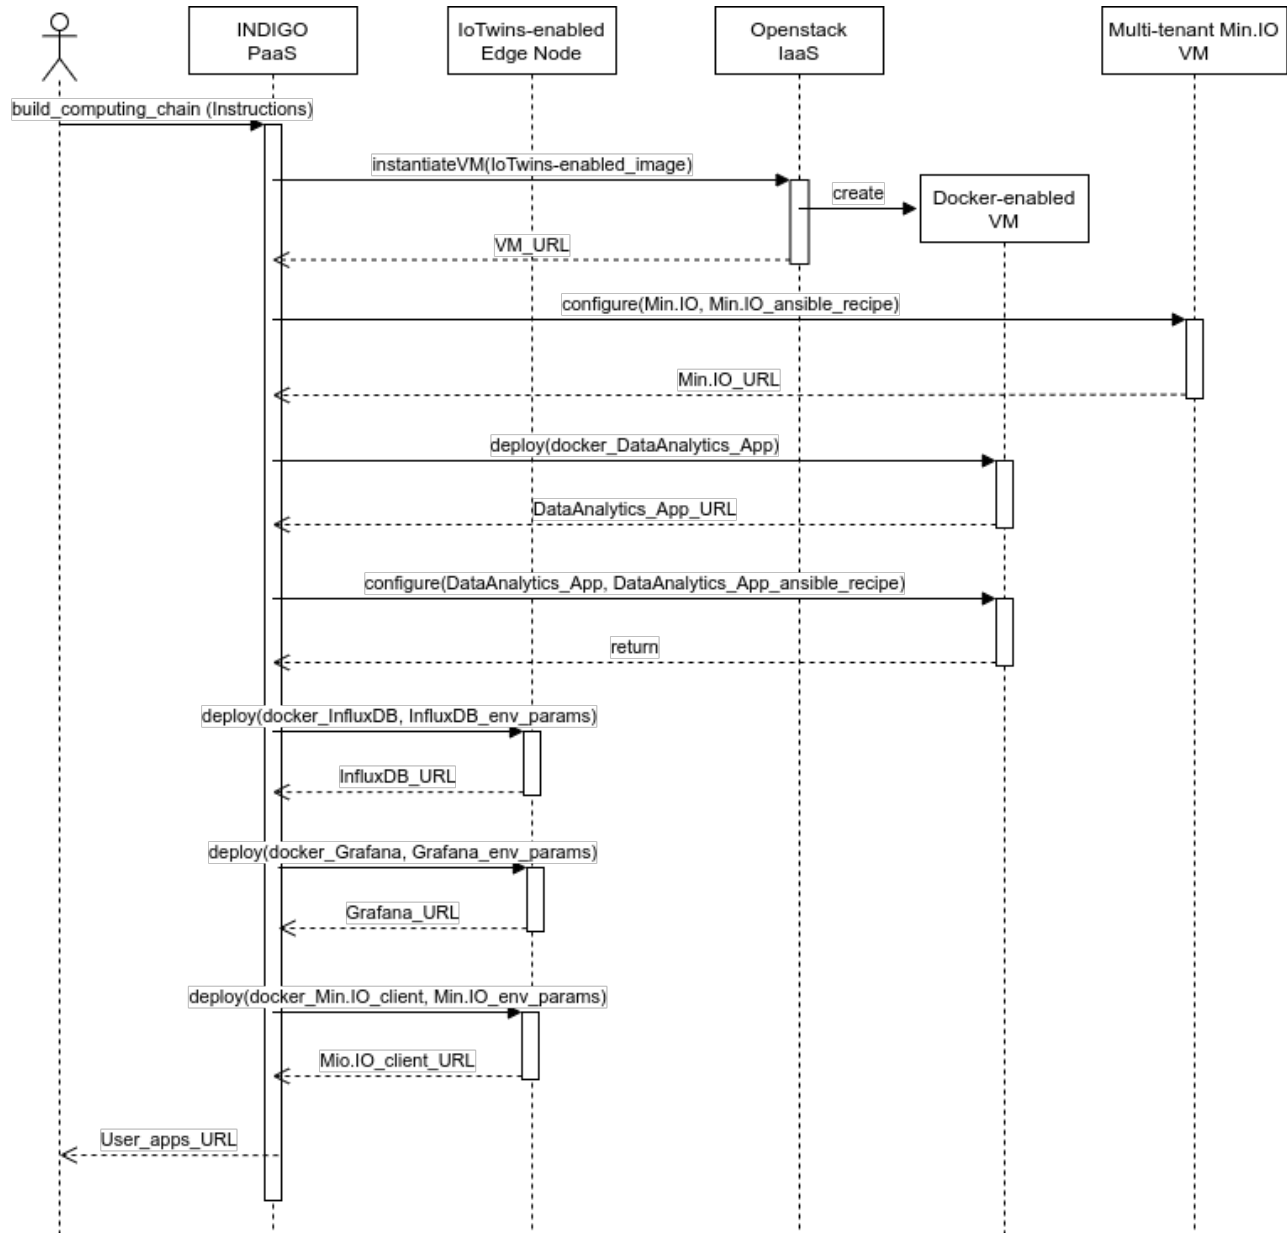 INDIGO
PaaS
IoTwins-enabled
Edge Node
Openstack
IaaS
Multi-tenant Min.IO
VM
build_computing_chain (Instructions)
instantiateVM(IoTwins-enabled_image)
create
Docker-enabled
VM
VM_URL
configure(Min.IO, Min.IO_ansible_recipe)
Min.IO_URL
deploy(docker_DataAnalytics_App)
DataAnalytics_App_URL
configure(DataAnalytics_App, DataAnalytics_App_ansible_recipe)
return
deploy(docker_InfluxDB, InfluxDB_env_params)
InfluxDB_URL
deploy(docker_Grafana, Grafana_env_params)
Grafana_URL
deploy(docker_Min.IO_client, Min.IO_env_params)
Mio.IO_client_URL
User_apps_URL